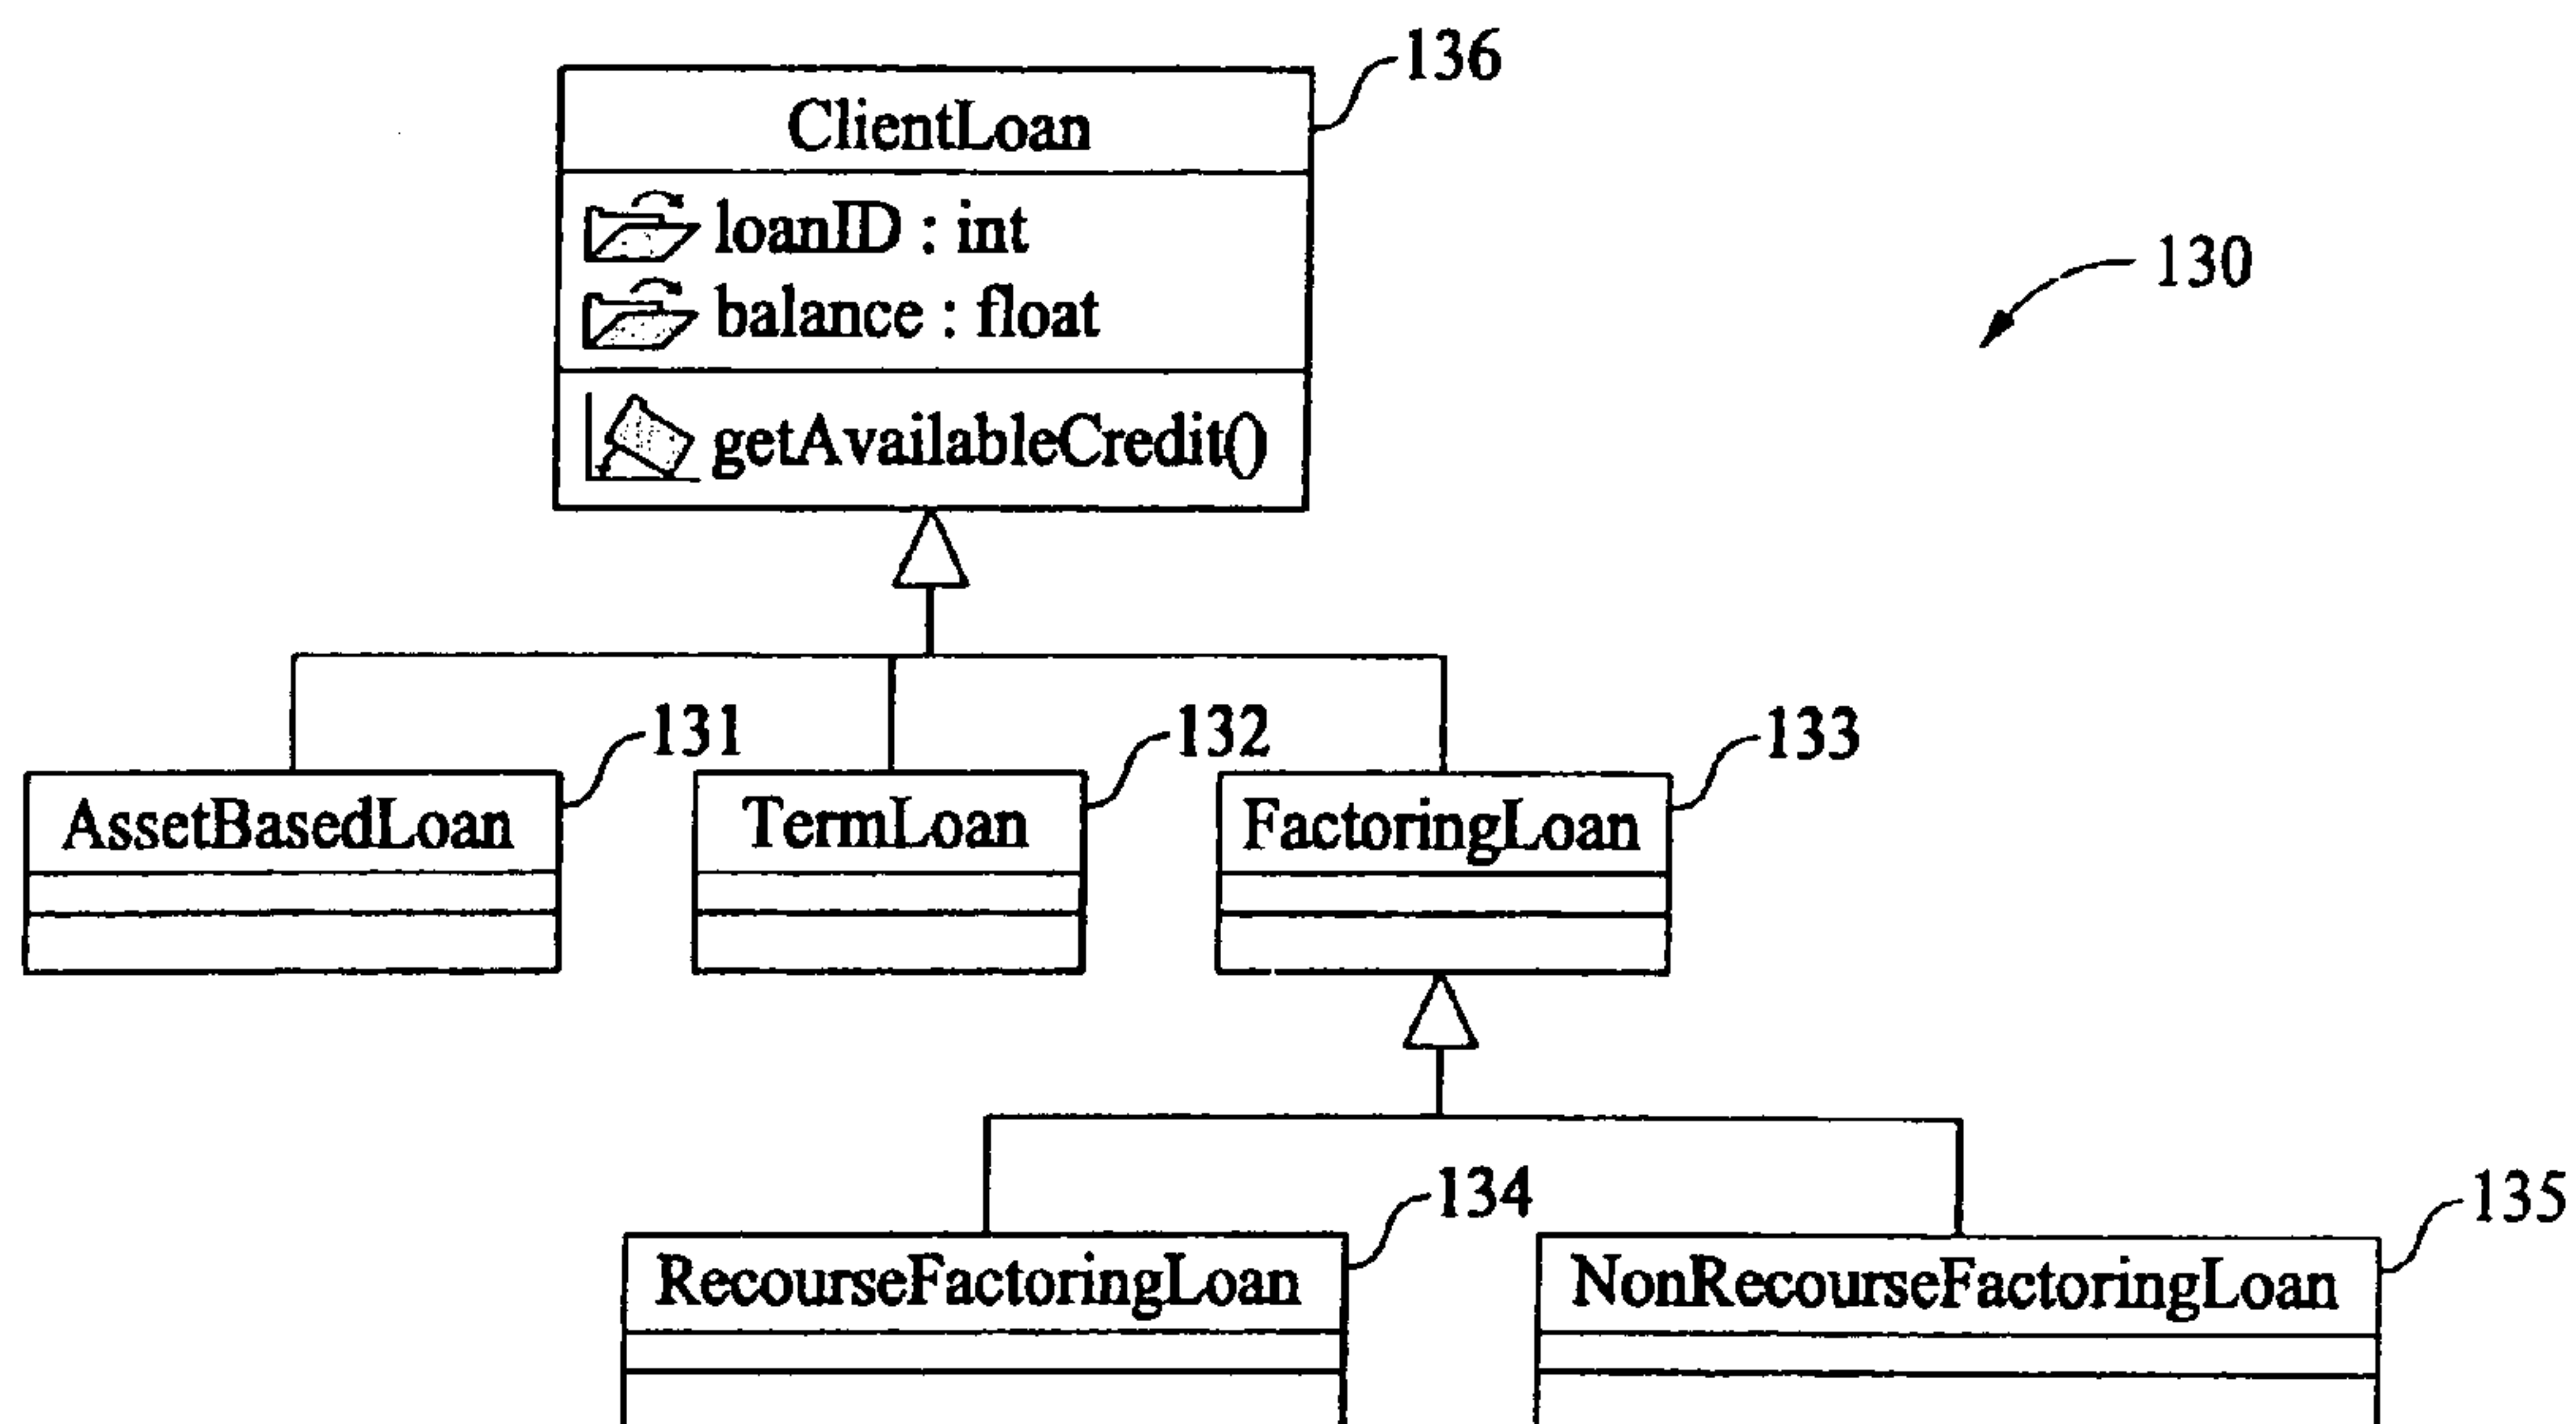 136
ClientLoan
loanID : int
balance : float
130
getAvailableCredit()
131
132
133
AssetBasedLoan
TermLoan
FactoringLoan
134
135
RecourseFactoringLoan
NonRecourseFactoringLoan